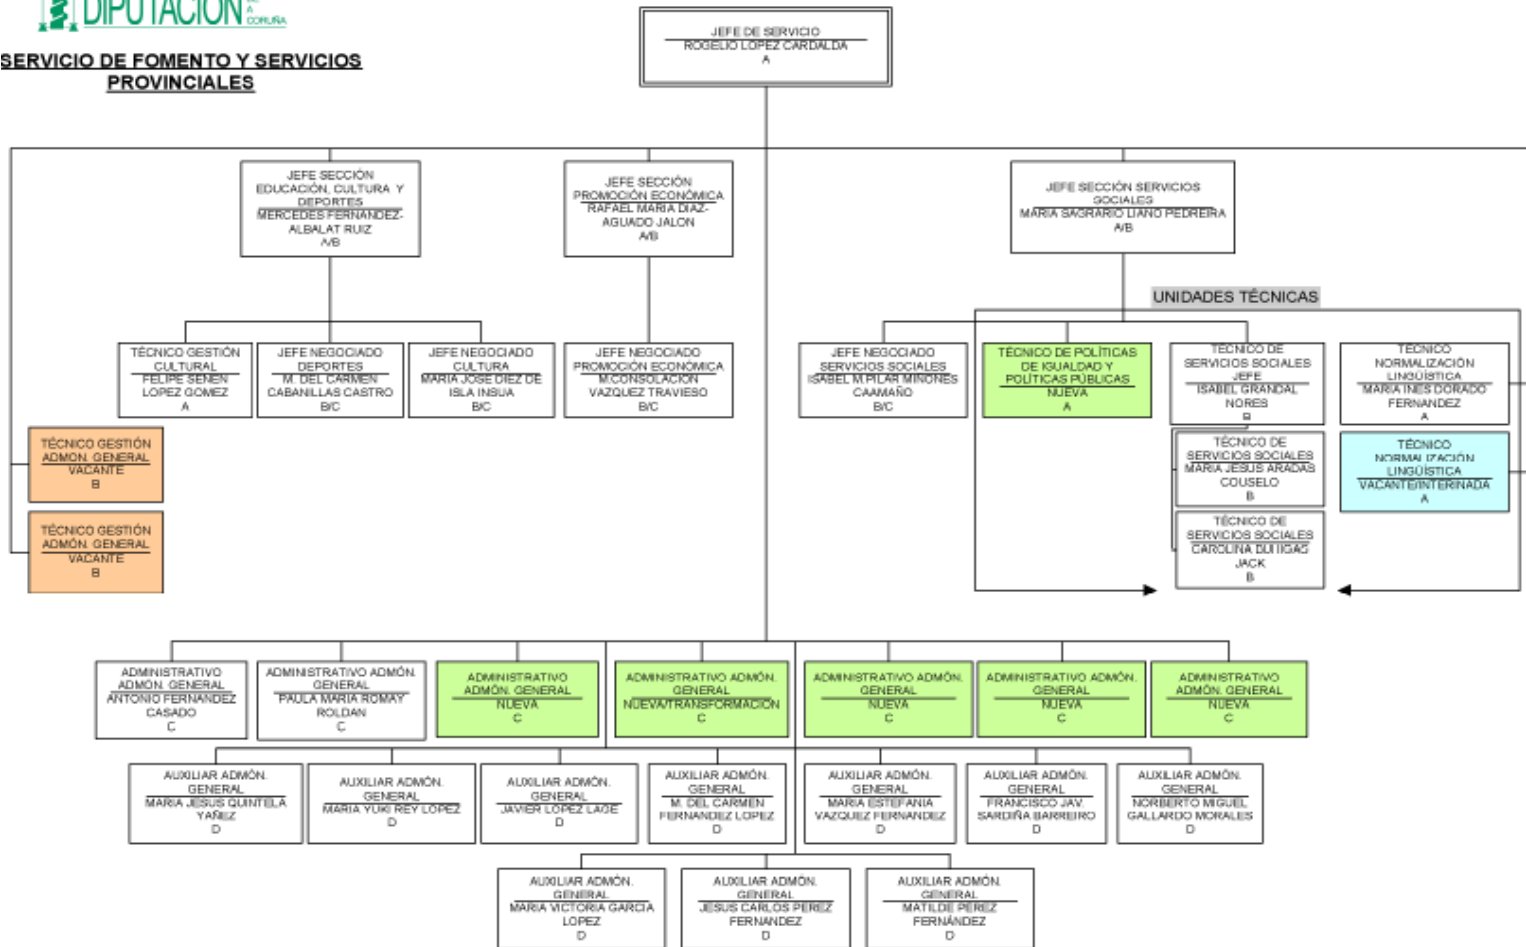 DIPUTACIÓN
DE
A
CORUÑA
SERVICIO DE FOMENTO Y SERVICIOS
PROVINCIALES
JEFE DE SERVICIO
ROGELIO LOPEZ CARDALDA
A
JEFE SECCIÓN
EDUCACIÓN, CULTURA Y
DEPORTES
MERCEDES FERNANDEZ-
ALBALAT RUIZ
A/B
JEFE SECCIÓN
PROMOCIÓN ECONÓMICA
RAFAEL MARIA DIAZ-
AGUADO JALON
A/B
JEFE SECCIÓN SERVICIOS
SOCIALES
MARIA SAGRARIO LIANO PEDREIRA
A/B
UNIDADES TÉCNICAS
TÉCNICO GESTIÓN
CULTURAL
FELIPE SENEN
LOPEZ GOMEZ
A
JEFE NEGOCIADO
DEPORTES
M. DEL CARMEN
CABANILLAS CASTRO
B/C
JEFE NEGOCIADO
CULTURA
MARIA JOSE DIEZ DE
ISLA INSUA
B/C
JEFE NEGOCIADO
PROMOCIÓN ECONÓMICA
M.CONSOLACION
VAZQUEZ TRAVIESO
B/C
JEFE NEGOCIADO
SERVICIOS SOCIALES
ISABEL M.PILAR MIÑONES
CAAMAÑO
B/C
TÉCNICO DE POLÍTICAS
DE IGUALDAD Y
POLÍTICAS PÚBLICAS
NUEVA
A
TÉCNICO DE
SERVICIOS SOCIALES
JEFE
ISABEL GRANDAL
NORES
B
TÉCNICO
NORMALIZACIÓN
LINGÜÍSTICA
MARIA INES DORADO
FERNANDEZ
A
TÉCNICO GESTIÓN
ADMON. GENERAL
VACANTE
B
TÉCNICO DE
SERVICIOS SOCIALES
MARIA JESUS ARADAS
COUSELO
B
TÉCNICO
NORMALIZACIÓN
LINGÜÍSTICA
VACANTE/INTERINADA
A
TÉCNICO GESTIÓN
ADMÓN. GENERAL
VACANTE
B
TÉCNICO DE
SERVICIOS SOCIALES
CAROLINA
JACK
B
ADMINISTRATIVO
ADMÓN. GENERAL
ANTONIO FERNANDEZ
CASADO
C
ADMINISTRATIVO ADMÓN.
GENERAL
PAULA MARIA ROMAY
ROLDAN
C
ADMINISTRATIVO
ADMÓN. GENERAL
NUEVA
C
ADMINISTRATIVO ADMÓN.
GENERAL
NUEVA/TRANSFORMACIÓN
C
ADMINISTRATIVO ADMÓN.
GENERAL
NUEVA
C
ADMINISTRATIVO ADMÓN.
GENERAL
NUEVA
C
ADMINISTRATIVO
ADMÓN. GENERAL
NUEVA
C
AUXILIAR ADMÓN.
GENERAL
MARIA JESUS QUINTELA
YAÑEZ
D
AUXILIAR ADMÓN.
GENERAL
MARIA YUKI REY LOPEZ
D
AUXILIAR ADMÓN.
GENERAL
JAVIER LOPEZ LAGE
D
AUXILIAR ADMÓN.
GENERAL
M. DEL CARMEN
FERNANDEZ LOPEZ
D
AUXILIAR ADMÓN.
GENERAL
MARIA ESTEFANIA
VAZQUEZ FERNANDEZ
D
AUXILIAR ADMÓN.
GENERAL
FRANCISCO JAV.
SARDIÑA BARREIRO
D
AUXILIAR ADMÓN.
GENERAL
NORBERTO MIGUEL
GALLARDO MORALES
D
AUXILIAR ADMÓN.
GENERAL
MARIA VICTORIA GARCIA
LOPEZ
D
AUXILIAR ADMÓN.
GENERAL
JESUS CARLOS PEREZ
FERNANDEZ
D
AUXILIAR ADMÓN.
GENERAL
MATILDE PEREZ
FERNÁNDEZ
D